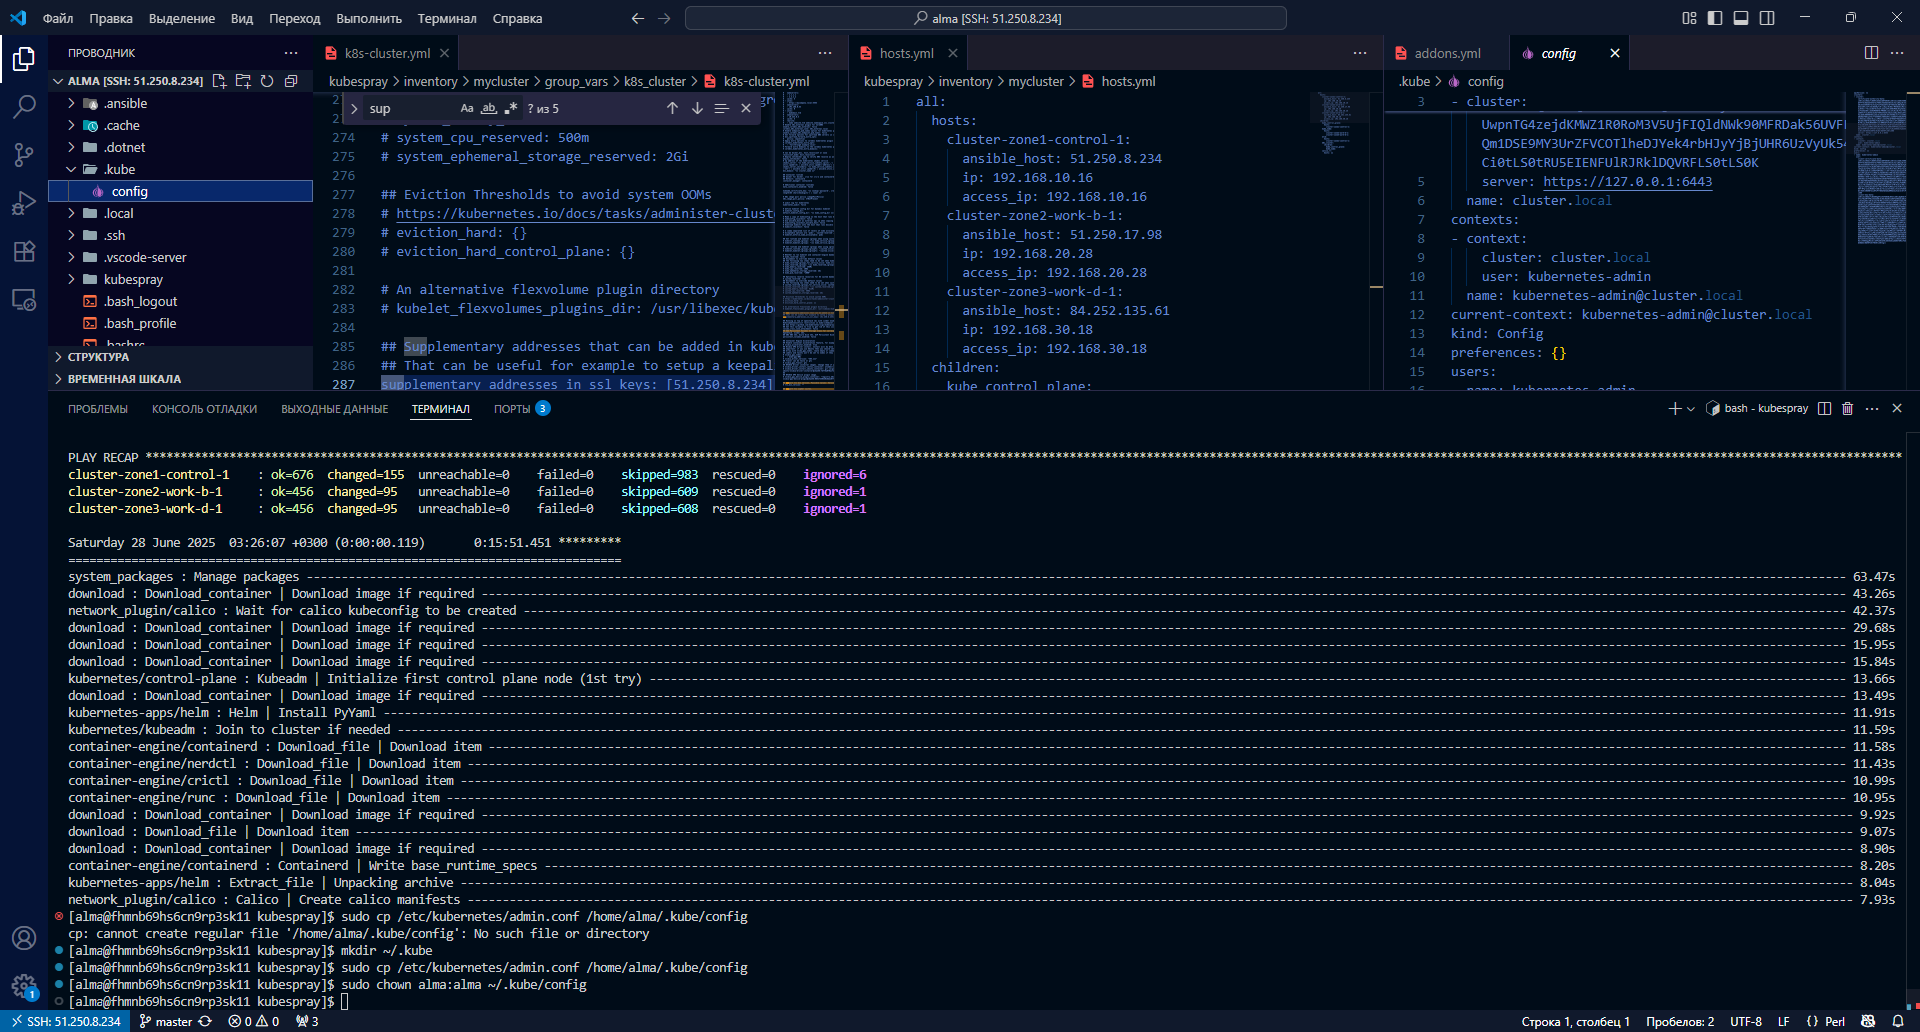 Файл Правка Выделение Вид Переход Выполнить Терминал Справка
alma [SSH: 51.250.8.234]
ПРОВОДНИК
ALMA [SSH: 51.250.8.234]
.ansible
.cache
.dotnet
.kube
config
.local
.ssh
.vscode-server
kubespray
.bash_logout
.bash_profile
.bashrc
СТРУКТУРА
ВРЕМЕННАЯ ШКАЛА
k8s-cluster.yml
kubespray > inventory > mycluster > group_vars > k8s_cluster > k8s-cluster.yml
sup Aa ab .* ? из 5
274 # system_cpu_reserved: 500m
275 # system_ephemeral_storage_reserved: 2Gi
276
277 ## Eviction Thresholds to avoid system OOMs
278 # https://kubernetes.io/docs/tasks/administer-clust
279 # eviction_hard: {}
280 # eviction_hard_control_plane: {}
281
282 # An alternative flexvolume plugin directory
283 # kubelet_flexvolumes_plugins_dir: /usr/libexec/kub
284
285 ## Supplementary addresses that can be added in kub
286 ## That can be useful for example to setup a keepal
287 supplementary_addresses_in_ssl_keys: [51.250.8.234]
hosts.yml
kubespray > inventory > mycluster > hosts.yml
1 all:
2 hosts:
3 cluster-zone1-control-1:
4 ansible_host: 51.250.8.234
5 ip: 192.168.10.16
6 access_ip: 192.168.10.16
7 cluster-zone2-work-b-1:
8 ansible_host: 51.250.17.98
9 ip: 192.168.20.28
10 access_ip: 192.168.20.28
11 cluster-zone3-work-d-1:
12 ansible_host: 84.252.135.61
13 ip: 192.168.30.18
14 access_ip: 192.168.30.18
15 children:
16 kube_control_plane:
addons.yml config
.kube > config
3 - cluster:
5 server: https://127.0.0.1:6443
6 name: cluster.local
7 contexts:
8 - context:
9 cluster: cluster.local
10 user: kubernetes-admin
11 name: kubernetes-admin@cluster.local
12 current-context: kubernetes-admin@cluster.local
13 kind: Config
14 preferences: {}
15 users:
16 - name: kubernetes-admin
ПРОБЛЕМЫ КОНСОЛЬ ОТЛАДКИ ВЫХОДНЫЕ ДАННЫЕ ТЕРМИНАЛ ПОРТЫ 3
bash - kubespray
PLAY RECAP ***
cluster-zone1-control-1 : ok=676 changed=155 unreachable=0 failed=0 skipped=983 rescued=0 ignored=6
cluster-zone2-work-b-1 : ok=456 changed=95 unreachable=0 failed=0 skipped=609 rescued=0 ignored=1
cluster-zone3-work-d-1 : ok=456 changed=95 unreachable=0 failed=0 skipped=608 rescued=0 ignored=1
Saturday 28 June 2025 03:26:07 +0300 (0:00:00.119) 0:15:51.451 *********
===============================================================================
system_packages : Manage packages --- 63.47s
download : Download_container | Download image if required --- 43.26s
network_plugin/calico : Wait for calico kubeconfig to be created --- 42.37s
download : Download_container | Download image if required --- 29.68s
download : Download_container | Download image if required --- 15.95s
download : Download_container | Download image if required --- 15.84s
kubernetes/control-plane : Kubeadm | Initialize first control plane node (1st try) --- 13.66s
download : Download_container | Download image if required --- 13.49s
kubernetes-apps/helm : Helm | Install PyYaml --- 11.91s
kubernetes/kubeadm : Join to cluster if needed --- 11.59s
container-engine/containerd : Download_file | Download item --- 11.58s
container-engine/nerdctl : Download_file | Download item --- 11.43s
container-engine/crictl : Download_file | Download item --- 10.99s
container-engine/runc : Download_file | Download item --- 10.95s
download : Download_container | Download image if required --- 9.92s
download : Download_file | Download item --- 9.07s
download : Download_container | Download image if required --- 8.90s
container-engine/containerd : Containerd | Write base_runtime_specs --- 8.20s
kubernetes-apps/helm : Extract_file | Unpacking archive --- 8.04s
network_plugin/calico : Calico | Create calico manifests --- 7.93s
[alma@fhmnb69hs6cn9rp3sk11 kubespray]$ sudo cp /etc/kubernetes/admin.conf /home/alma/.kube/config
cp: cannot create regular file '/home/alma/.kube/config': No such file or directory
[alma@fhmnb69hs6cn9rp3sk11 kubespray]$ mkdir ~/.kube
[alma@fhmnb69hs6cn9rp3sk11 kubespray]$ sudo cp /etc/kubernetes/admin.conf /home/alma/.kube/config
[alma@fhmnb69hs6cn9rp3sk11 kubespray]$ sudo chown alma:alma ~/.kube/config
[alma@fhmnb69hs6cn9rp3sk11 kubespray]$
1
SSH: 51.250.8.234 master 0 0 3
Строка 1, столбец 1 Пробелов: 2 UTF-8 LF {} Perl